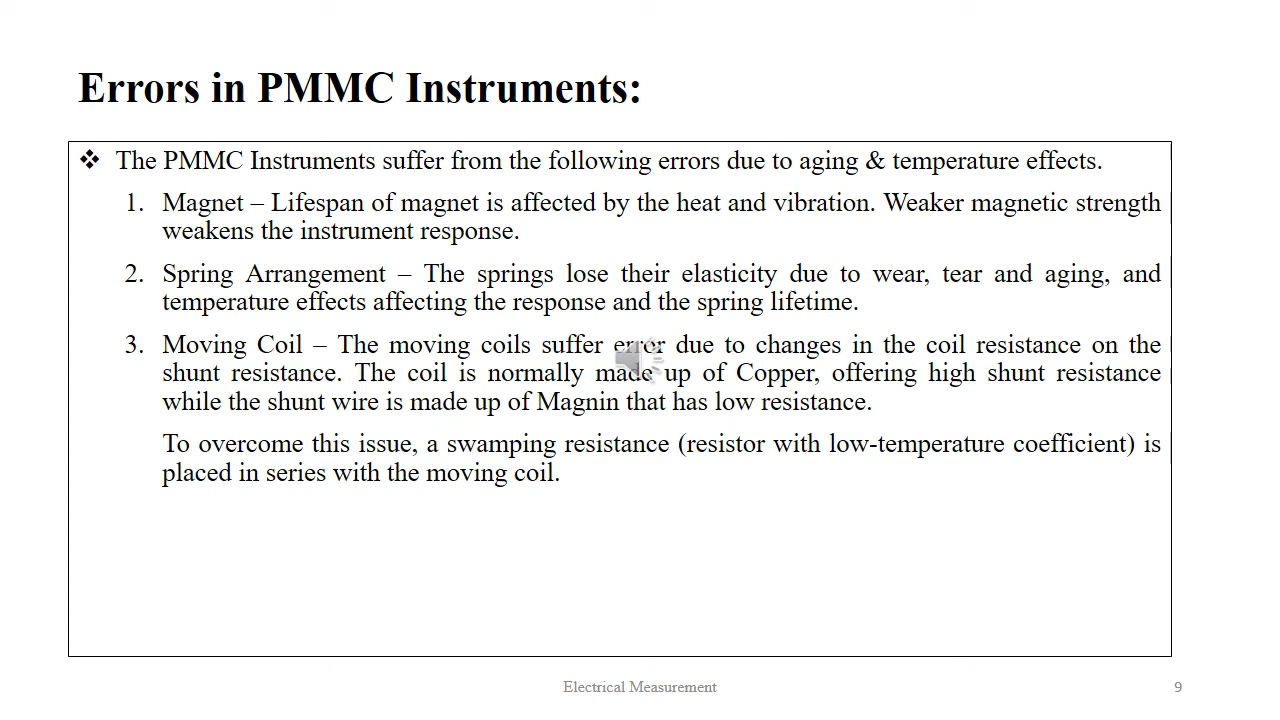 Errors in PMMC Instruments:
❖ The PMMC Instruments suffer from the following errors due to aging & temperature effects.
1. Magnet – Lifespan of magnet is affected by the heat and vibration. Weaker magnetic strength
weakens the instrument response.
2. Spring Arrangement – The springs lose their elasticity due to wear, tear and aging, and
temperature effects affecting the response and the spring lifetime.
3. Moving Coil – The moving coils suffer error due to changes in the coil resistance on the
shunt resistance. The coil is normally made up of Copper, offering high shunt resistance
while the shunt wire is made up of Magnin that has low resistance.
To overcome this issue, a swamping resistance (resistor with low-temperature coefficient) is
placed in series with the moving coil.
Electrical Measurement
9